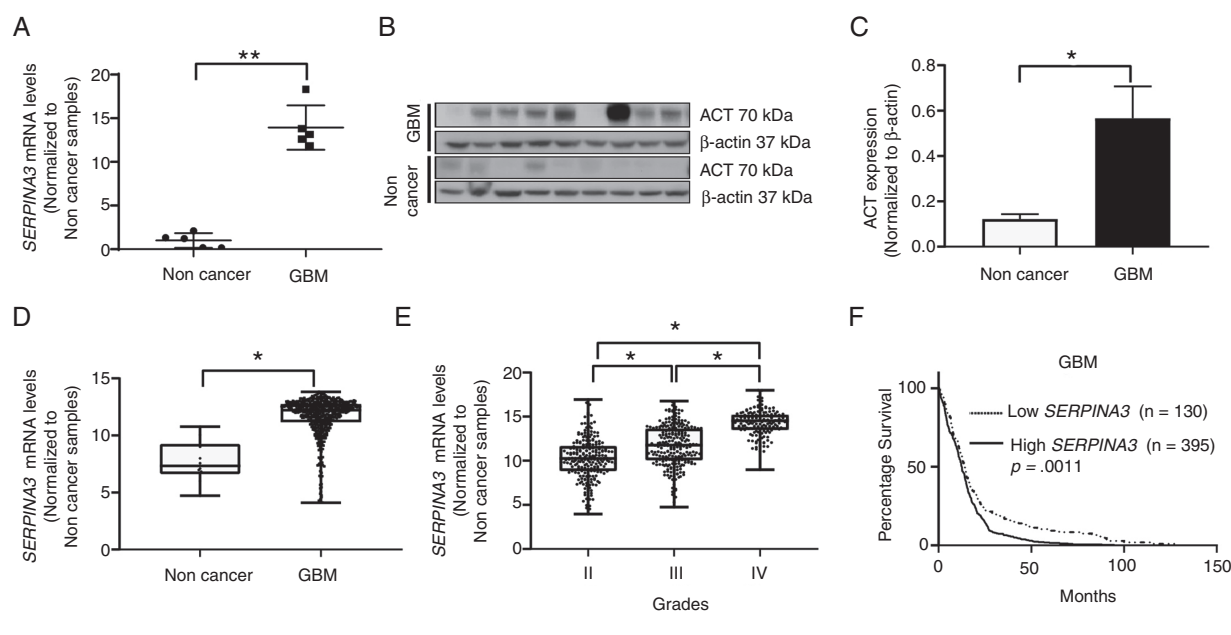 A
SERPINA3 mRNA levels
(Normalized to
Non cancer samples)
20
15
10
5
0
**
Non cancer
GBM
B
GBM
Non
cancer
ACT 70 kDa
β-actin 37 kDa
ACT 70 kDa
β-actin 37 kDa
C
ACT expression
(Normalized to β-actin)
0.8
0.6
0.4
0.2
0.0
*
Non cancer
GBM
D
SERPINA3 mRNA levels
(Normalized to
Non cancer samples)
15
10
5
0
*
Non cancer
GBM
E
SERPINA3 mRNA levels
(Normalized to
Non cancer samples)
20
15
10
5
0
*
*
*
II
III
IV
Grades
F
GBM
Percentage Survival
100
50
0
Low SERPINA3 (n = 130)
High SERPINA3 (n = 395)
p = .0011
0
50
100
150
Months